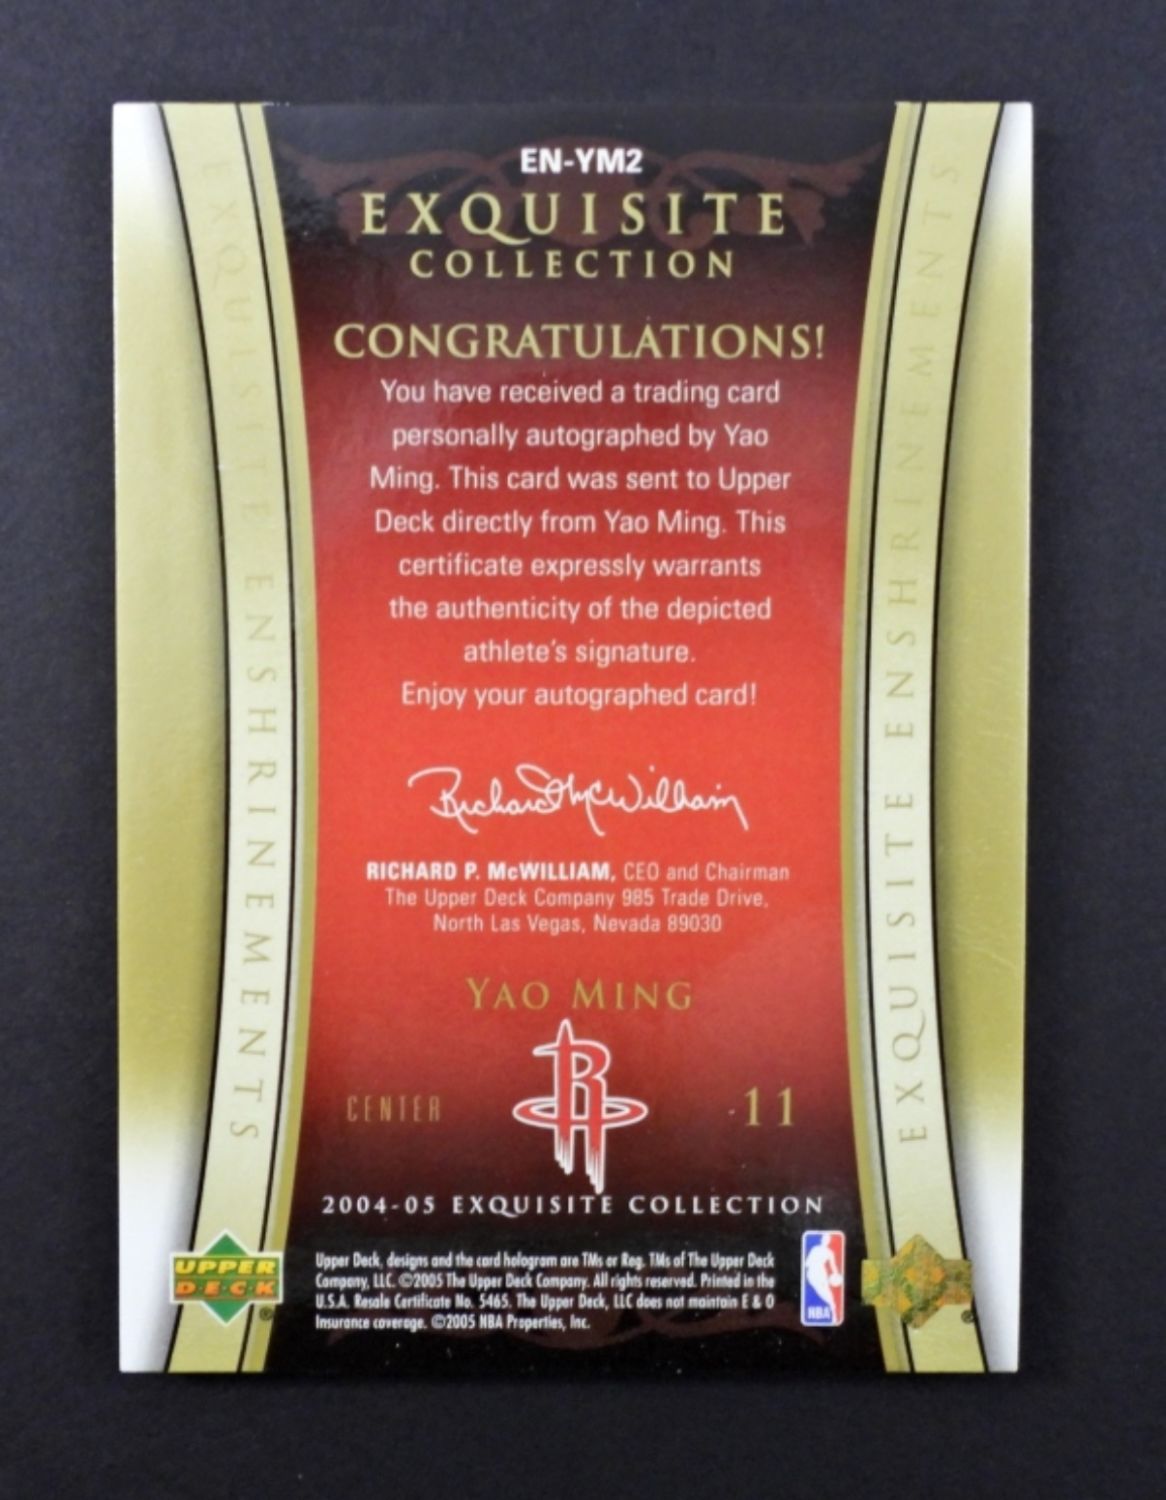 EN-YM2
EXQUISITE
COLLECTION
CONGRATULATIONS!
You have received a trading card
personally autographed by Yao
Ming. This card was sent to Upper
Deck directly from Yao Ming. This
certificate expressly warrants
the authenticity of the depicted
athlete's signature.
Enjoy your autographed card!
Richard McWilliam
RICHARD P. McWILLIAM, CEO and Chairman
The Upper Deck Company 985 Trade Drive,
North Las Vegas, Nevada 89030
YAO MING
CENTER
R
11
2004-05 EXQUISITE COLLECTION
Upper Deck, designs and the card hologram are TMs or Reg. TMs of The Upper Deck
Company, LLC. ©2005 The Upper Deck Company. All rights reserved. Printed in the
U.S.A. Resale Certificate No. 5465. The Upper Deck, LLC does not maintain E & O
Insurance coverage. ©2005 NBA Properties, Inc.
UPPER
DECK
®
NBA
EXQUISITE ENSHRINEMENTS
EXQUISITE ENSHRINEMENTS